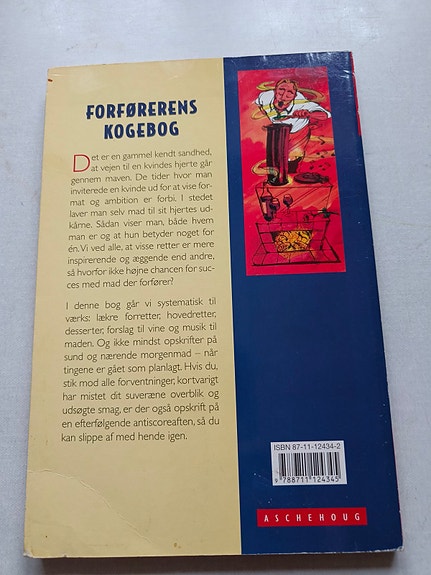 FORFØRERENS
KOGEBOG
Det er en gammel kendt sandhed,
at vejen til en kvindes hjerte går
gennem maven. De tider hvor man
inviterede en kvinde ud for at vise for-
mat og ambition er forbi. I stedet
laver man selv mad til sit hjertes ud-
kårne. Sådan viser man, både hvem
man er og at hun betyder noget for
én. Vi ved alle, at visse retter er mere
inspirerende og æggende end andre,
så hvorfor ikke højne chancen for suc-
ces med mad der forfører?
I denne bog går vi systematisk til
værks: lækre forretter, hovedretter,
desserter, forslag til vine og musik til
maden. Og ikke mindst opskrifter på
sund og nærende morgenmad – når
tingene er gået som planlagt. Hvis du,
stik mod alle forventninger, kortvarigt
har mistet dit suveræne overblik og
udsøgte smag, er der også opskrift på
en efterfølgende antiscoreaften, så du
kan slippe af med hende igen.
ISBN 87-11-12434-2
9 788711 124345
ASCHEHOUG